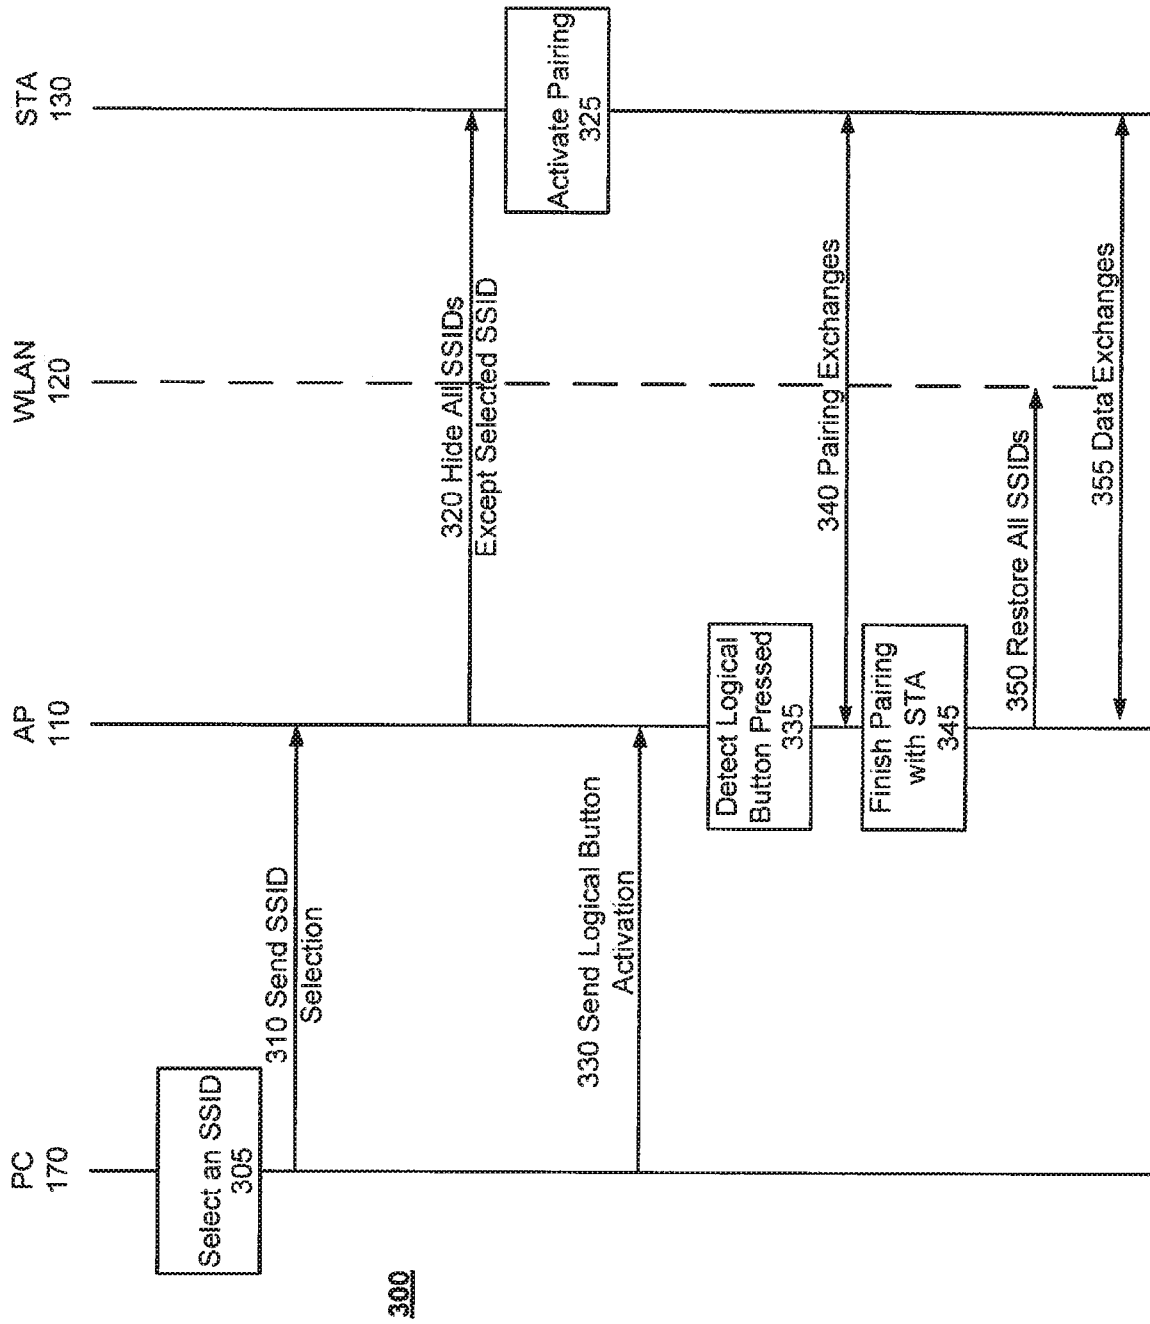 PC
170
AP
110
WLAN
120
STA
130
Select an SSID
305
310 Send SSID
Selection
320 Hide All SSIDs
Except Selected SSID
Activate Pairing
325
330 Send Logical Button
Activation
Detect Logical
Button Pressed
335
340 Pairing Exchanges
Finish Pairing
with STA
345
350 Restore All SSIDs
355 Data Exchanges
300